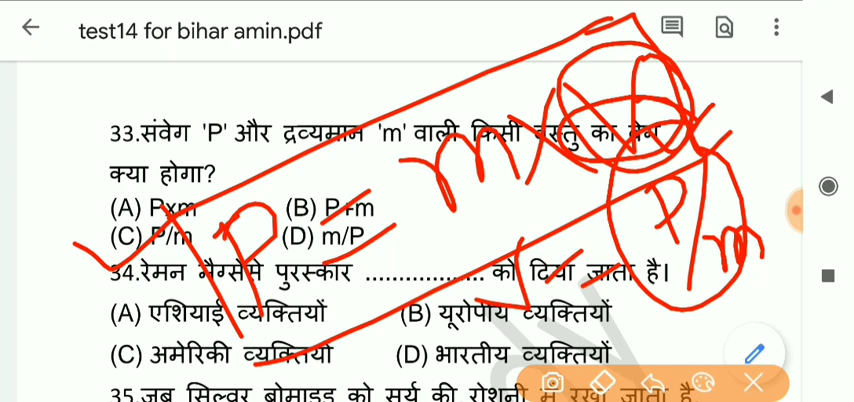 test14 for bihar amin.pdf
33.संवेग 'P' और द्रव्यमान 'm' वाली किसी वस्तु का वेग
क्या होगा?
(A) P×m (B) P+m
(C) P/m (D) m/P
P = m × V
V = P/m
34.रेमन मैग्सेमे पुरस्कार .................. को दिया जाता है।
(A) एशियाई व्यक्तियों (B) यूरोपीय व्यक्तियों
(C) अमेरिकी व्यक्तियों (D) भारतीय व्यक्तियों
35.जब सिल्वर ब्रोमाइड को सूर्य की रोशनी में रखा जाता है